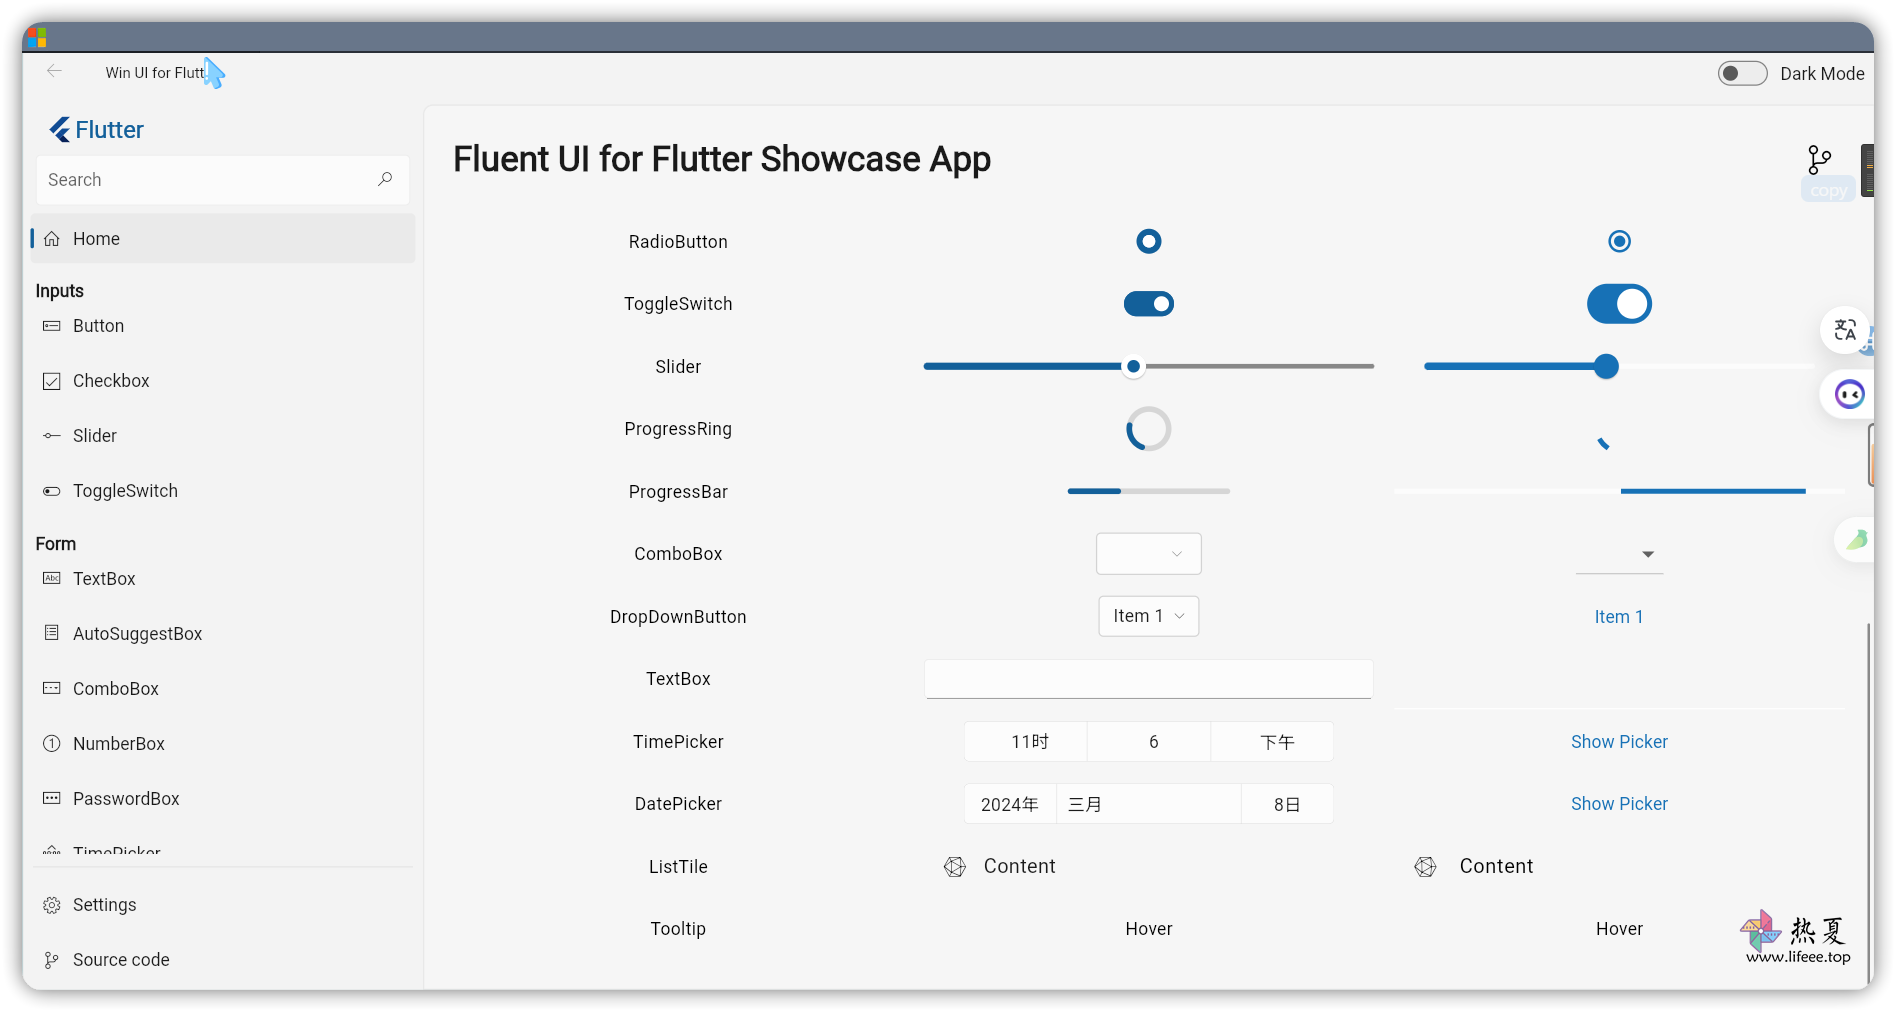 Win UI for Flutt
Dark Mode
Flutter
Search
Home
Inputs
Button
Checkbox
Slider
ToggleSwitch
Form
TextBox
AutoSuggestBox
ComboBox
NumberBox
PasswordBox
TimePicker
Settings
Source code
Fluent UI for Flutter Showcase App
copy
RadioButton
ToggleSwitch
Slider
ProgressRing
ProgressBar
ComboBox
DropDownButton Item 1 Item 1
TextBox
TimePicker 11时 6 下午 Show Picker
DatePicker 2024年 三月 8日 Show Picker
ListTile Content Content
Tooltip Hover Hover
热夏
www.lifeee.top